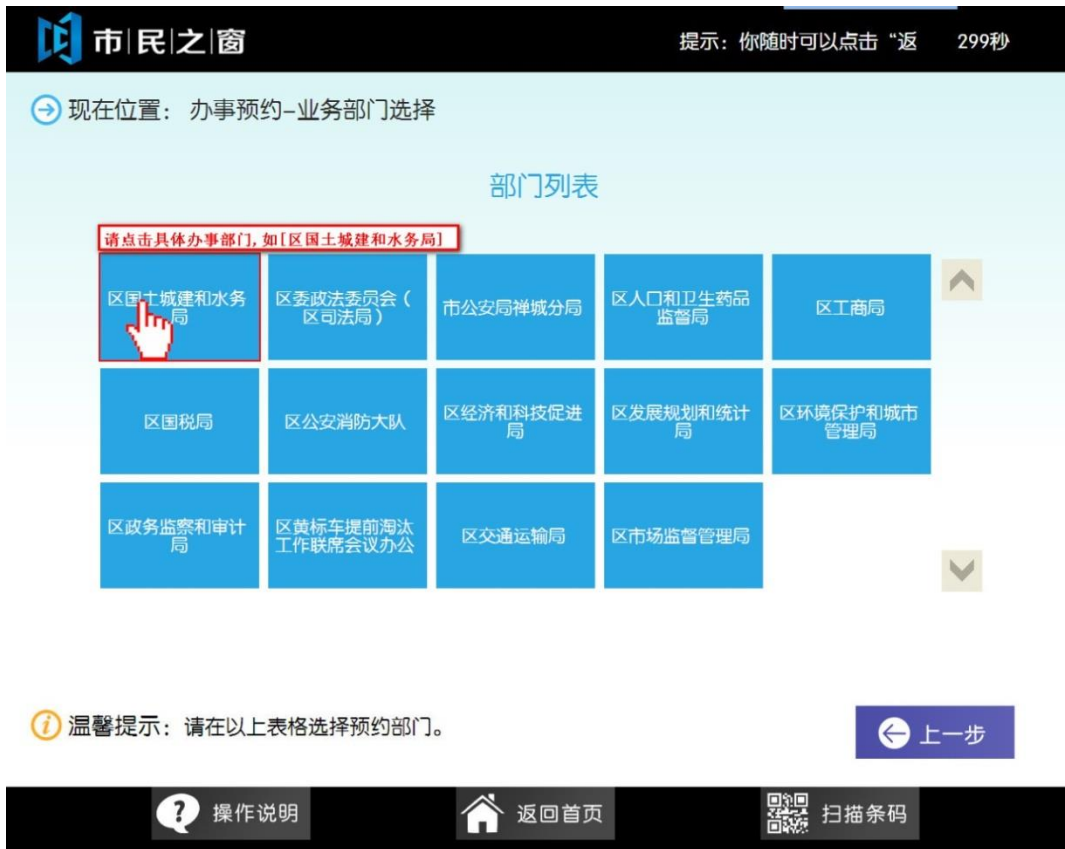 市民之窗
提示：你随时可以点击“返
299秒
现在位置： 办事预约-业务部门选择
部门列表
请点击具体办事部门,如[区国土城建和水务局]
区国土城建和水务
局
区委政法委员会（
区司法局）
市公安局禅城分局
区人口和卫生药品
监督局
区工商局
区国税局
区公安消防大队
区经济和科技促进
局
区发展规划和统计
局
区环境保护和城市
管理局
区政务监察和审计
局
区黄标车提前淘汰
工作联席会议办公
区交通运输局
区市场监督管理局
温馨提示：请在以上表格选择预约部门。
上一步
操作说明
返回首页
扫描条码